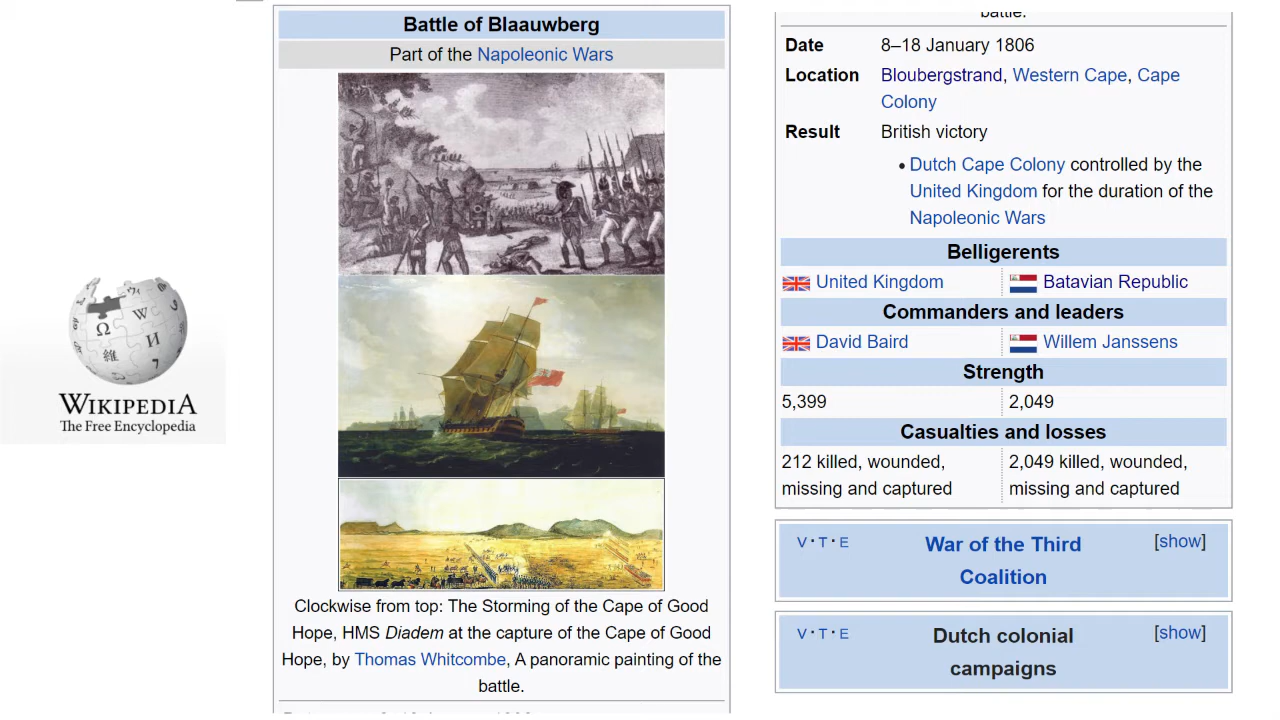 WIKIPEDIA
The Free Encyclopedia
Battle of Blaauwberg
Part of the Napoleonic Wars
Clockwise from top: The Storming of the Cape of Good
Hope, HMS Diadem at the capture of the Cape of Good
Hope, by Thomas Whitcombe, A panoramic painting of the
battle.
battle.
Date 8–18 January 1806
Location Bloubergstrand, Western Cape, Cape
Colony
Result British victory
• Dutch Cape Colony controlled by the
United Kingdom for the duration of the
Napoleonic Wars
Belligerents
United Kingdom Batavian Republic
Commanders and leaders
David Baird Willem Janssens
Strength
5,399 2,049
Casualties and losses
212 killed, wounded, 2,049 killed, wounded,
missing and captured missing and captured
V · T · E War of the Third [show]
Coalition
V · T · E Dutch colonial [show]
campaigns